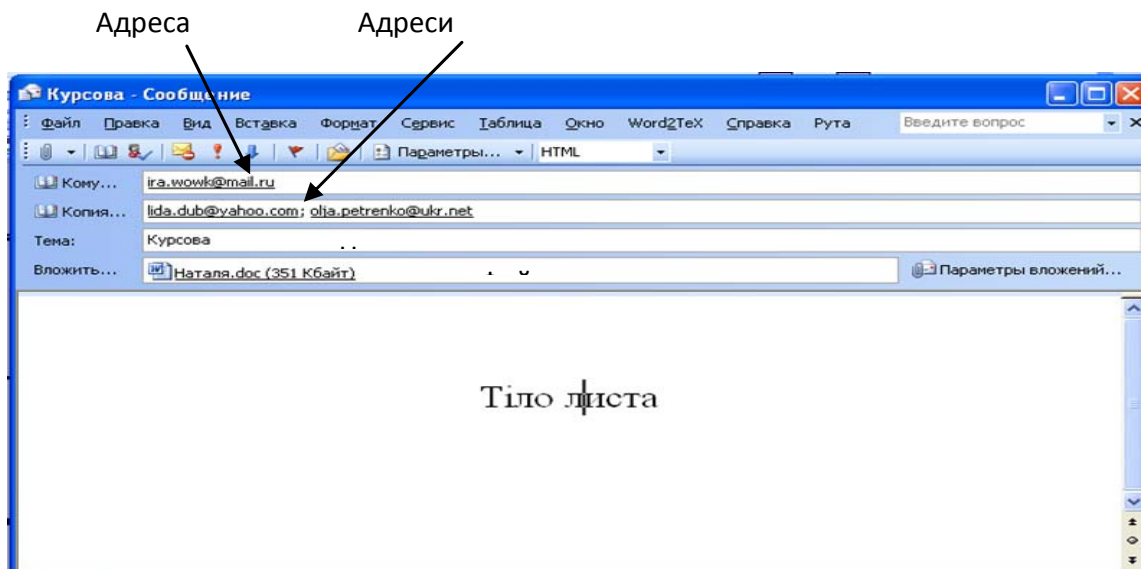 Адреса Адреси
Курсова - Сообщение
Файл Правка Вид Вставка Формат Сервис Таблица Окно Word2TeX Справка Рута Введите вопрос
Параметры... HTML
Кому... ira.wowk@mail.ru
Копия... lida.dub@yahoo.com; olja.petrenko@ukr.net
Тема: Курсова
Вложить... Наталя.doc (351 Кбайт) Параметры вложений...
Тіло листа